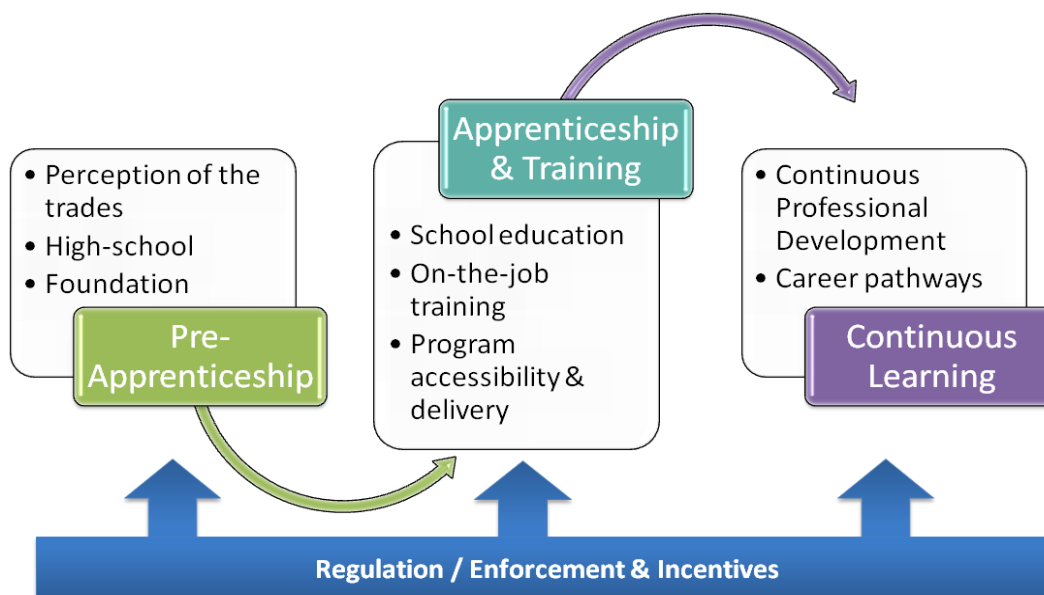 • Perception of the
trades
• High-school
• Foundation
Pre-
Apprenticeship
Apprenticeship
& Training
• School education
• On-the-job
training
• Program
accessibility &
delivery
• Continuous
Professional
Development
• Career pathways
Continuous
Learning
Regulation / Enforcement & Incentives